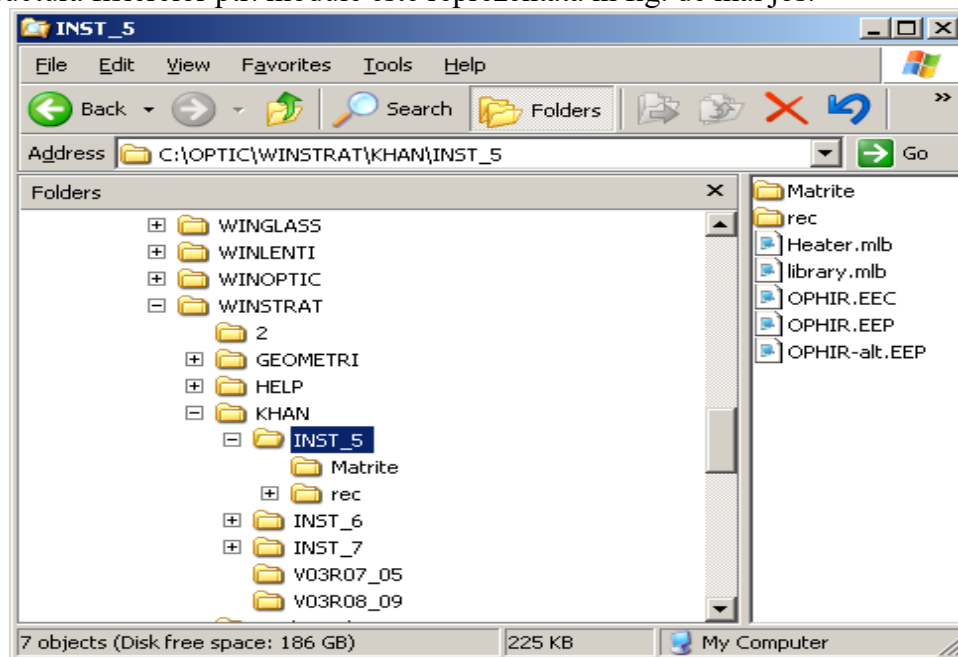 INST_5
File Edit View Favorites Tools Help
Back Search Folders »
Address C:\OPTIC\WINSTRAT\KHAN\INST_5 Go
Folders
WINGLASS
WINLENTI
WINOPTIC
WINSTRAT
2
GEOMETRI
HELP
KHAN
INST_5
Matrite
rec
INST_6
INST_7
V03R07_05
V03R08_09
Matrite
rec
Heater.mlb
library.mlb
OPHIR.EEC
OPHIR.EEP
OPHIR-alt.EEP
7 objects (Disk free space: 186 GB) 225 KB My Computer